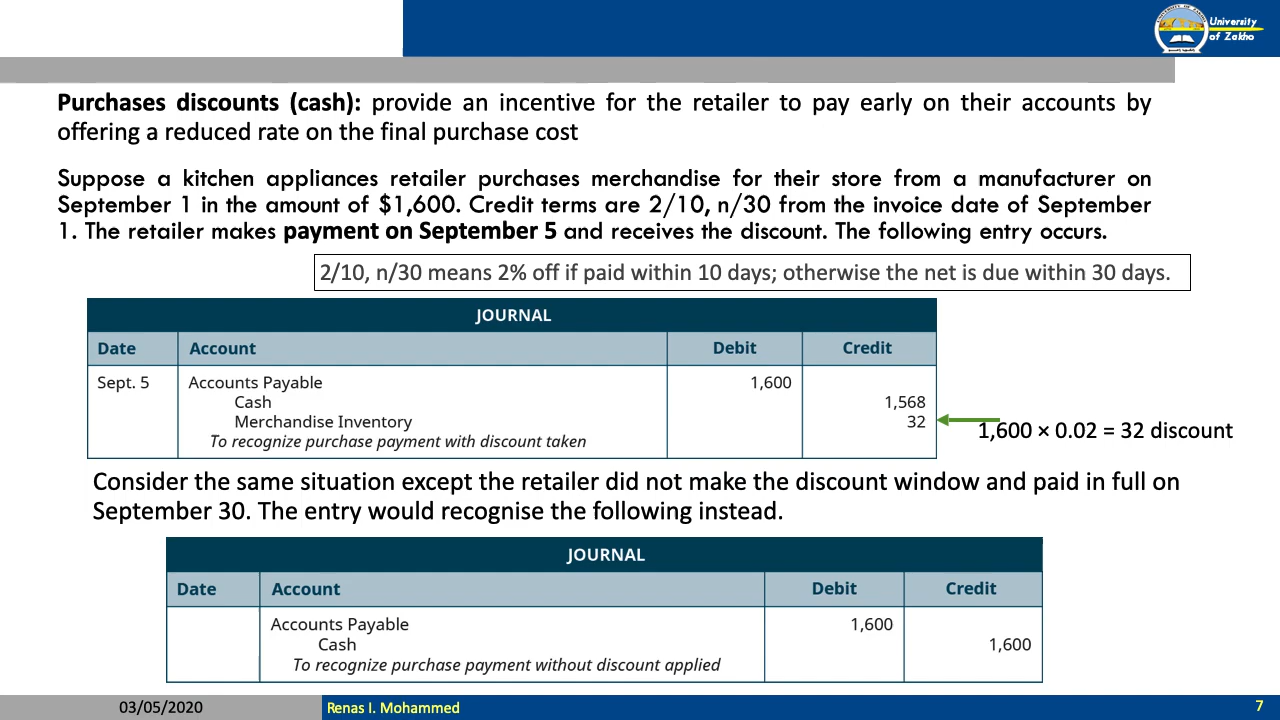 University
of Zakho
Purchases discounts (cash): provide an incentive for the retailer to pay early on their accounts by
offering a reduced rate on the final purchase cost
Suppose a kitchen appliances retailer purchases merchandise for their store from a manufacturer on
September 1 in the amount of $1,600. Credit terms are 2/10, n/30 from the invoice date of September
1. The retailer makes payment on September 5 and receives the discount. The following entry occurs.
2/10, n/30 means 2% off if paid within 10 days; otherwise the net is due within 30 days.
JOURNAL
Date Account Debit Credit
Sept. 5 Accounts Payable 1,600
Cash 1,568
Merchandise Inventory 32
To recognize purchase payment with discount taken
1,600 × 0.02 = 32 discount
Consider the same situation except the retailer did not make the discount window and paid in full on
September 30. The entry would recognise the following instead.
JOURNAL
Date Account Debit Credit
Accounts Payable 1,600
Cash 1,600
To recognize purchase payment without discount applied
03/05/2020 Renas I. Mohammed 7